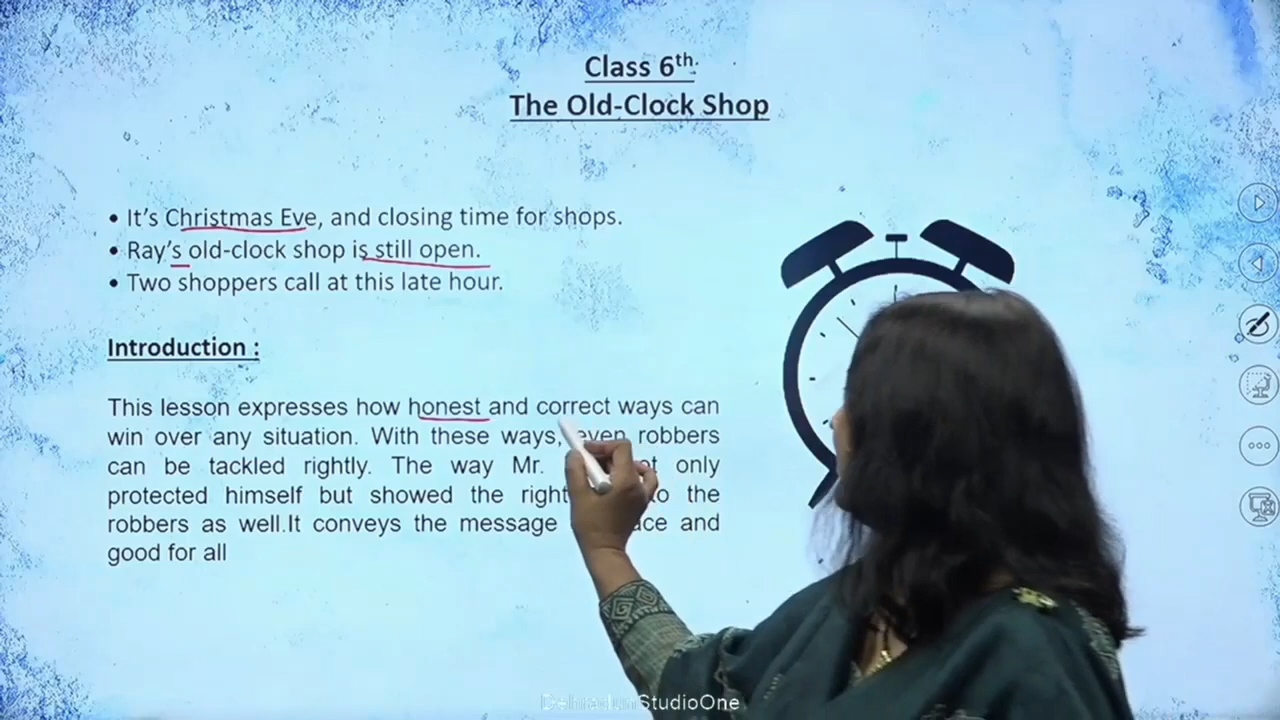 Class 6th
The Old-Clock Shop
• It's Christmas Eve, and closing time for shops.
• Ray's old-clock shop is still open.
• Two shoppers call at this late hour.
Introduction :
This lesson expresses how honest and correct ways can
win over any situation. With these ways, even robbers
can be tackled rightly. The way Mr. only
protected himself but showed the right to the
robbers as well.It conveys the message and
good for all
StudioOne